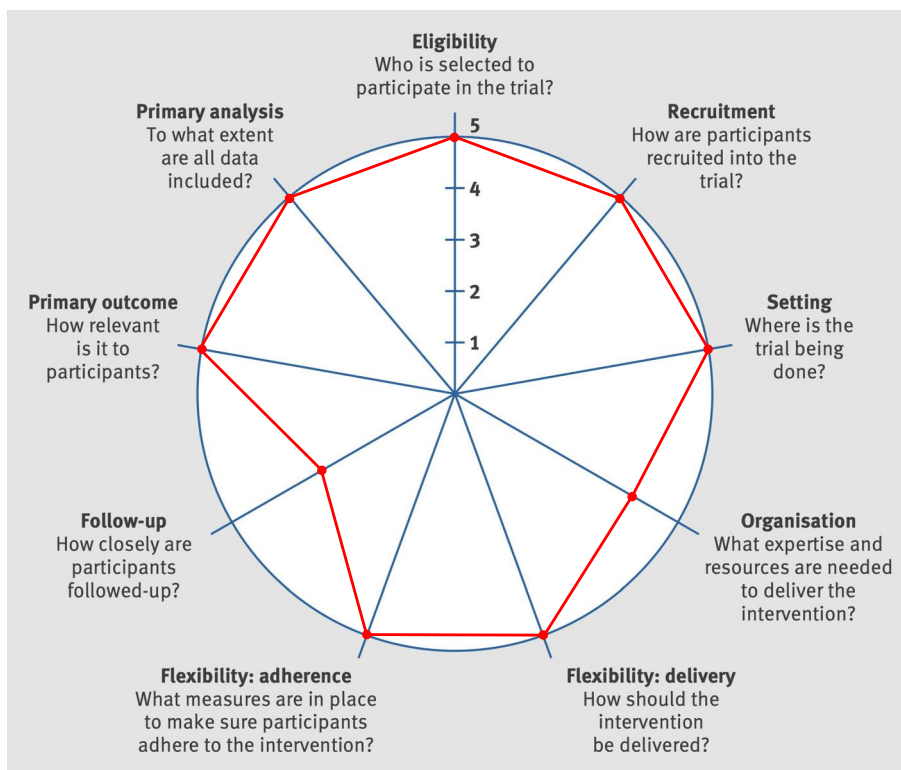 Eligibility
Who is selected to
participate in the trial?
Primary analysis
To what extent
are all data
included?
Recruitment
How are participants
recruited into the
trial?
5
4
3
2
1
Primary outcome
How relevant
is it to
participants?
Setting
Where is the
trial being
done?
Follow-up
How closely are
participants
followed-up?
Organisation
What expertise and
resources are needed
to deliver the
intervention?
Flexibility: adherence
What measures are in place
to make sure participants
adhere to the intervention?
Flexibility: delivery
How should the
intervention
be delivered?